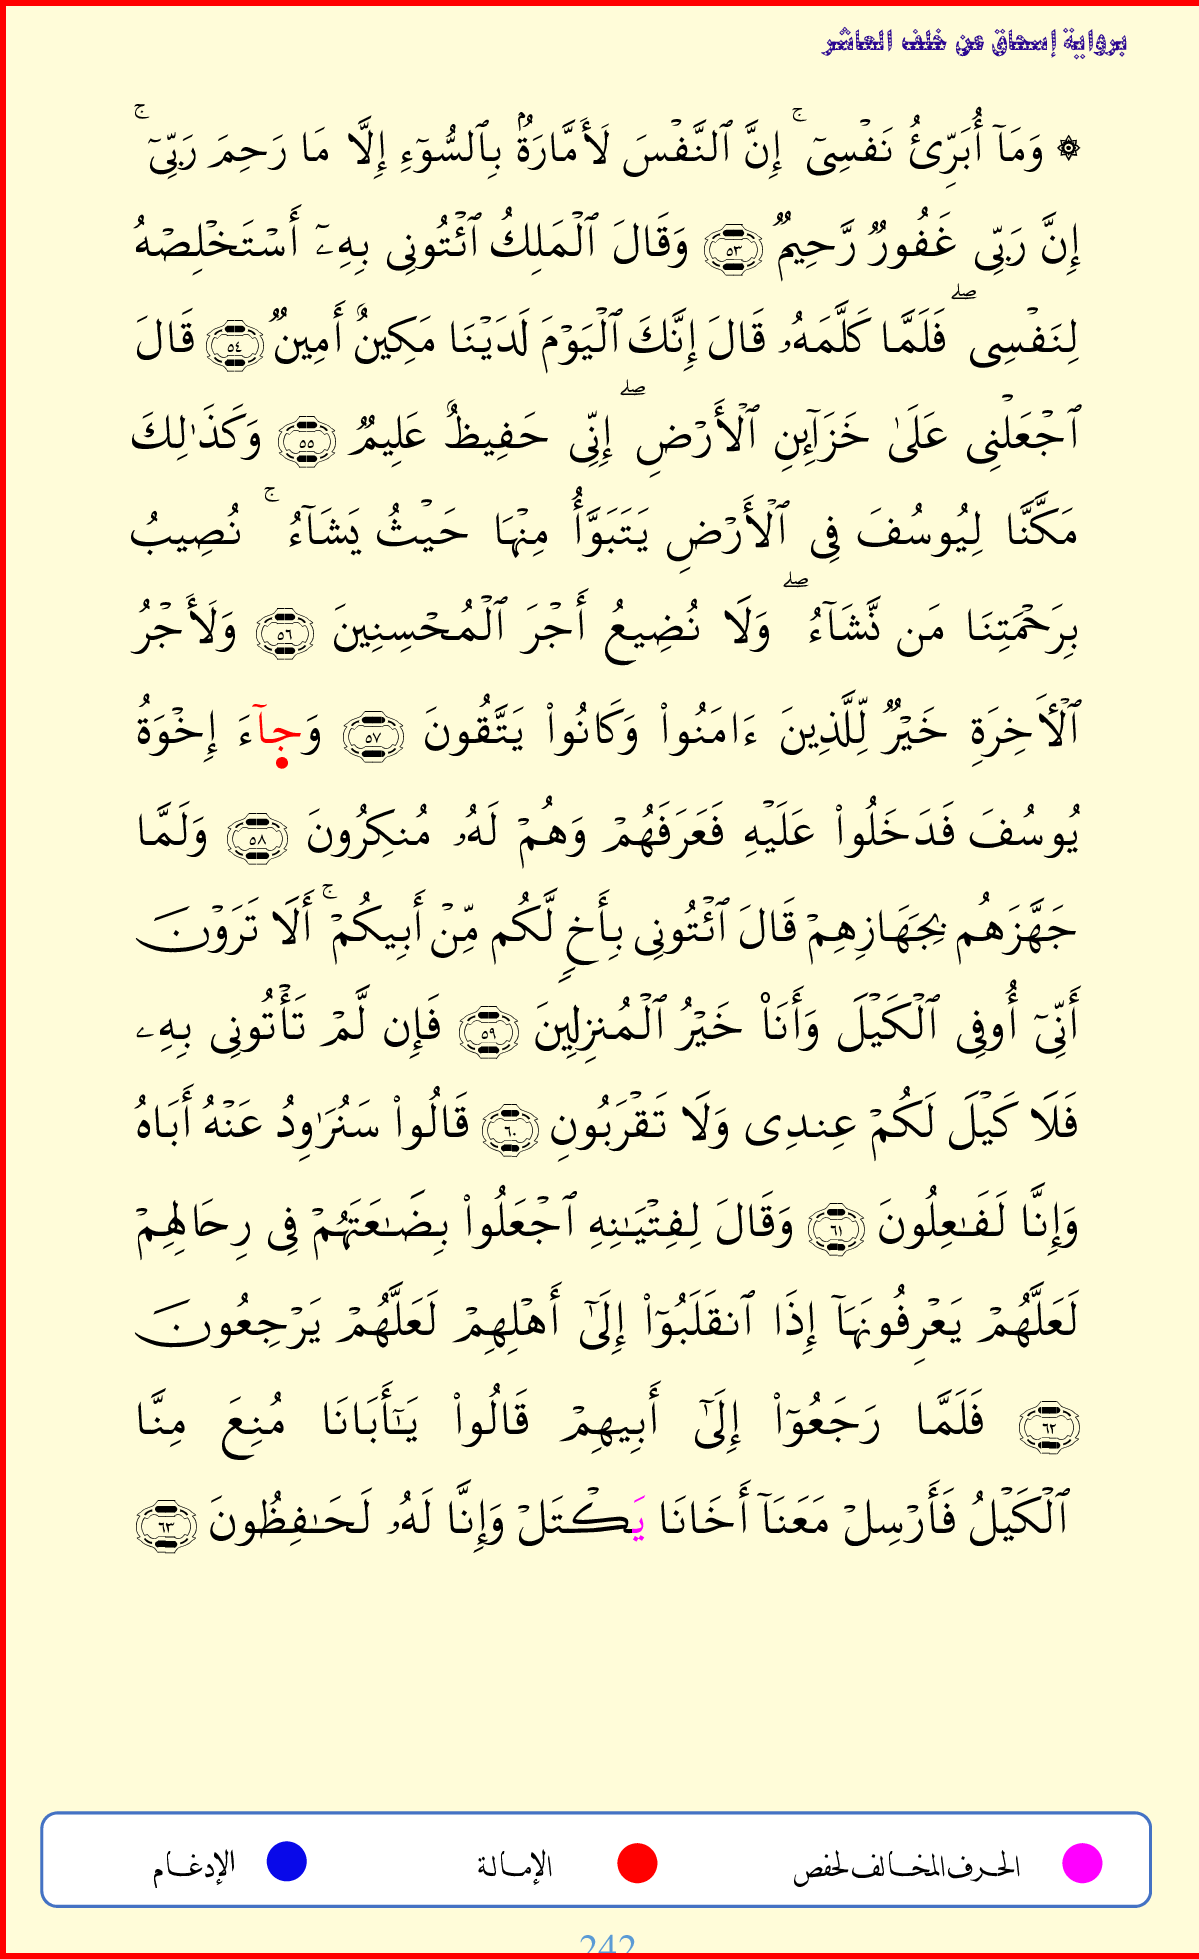 برواية إسحاق عن خلف العاشر
۞ وَمَآ أُبَرِّئُ نَفْسِىٓ ۚ إِنَّ ٱلنَّفْسَ لَأَمَّارَةٌۢ بِٱلسُّوٓءِ إِلَّا مَا رَحِمَ رَبِّىٓ ۚ
إِنَّ رَبِّى غَفُورٌ رَّحِيمٌ ٥٣ وَقَالَ ٱلْمَلِكُ ٱئْتُونِى بِهِۦٓ أَسْتَخْلِصْهُ
لِنَفْسِى ۖ فَلَمَّا كَلَّمَهُۥ قَالَ إِنَّكَ ٱلْيَوْمَ لَدَيْنَا مَكِينٌ أَمِينٌ ٥٤ قَالَ
ٱجْعَلْنِى عَلَىٰ خَزَآئِنِ ٱلْأَرْضِ ۖ إِنِّى حَفِيظٌ عَلِيمٌ ٥٥ وَكَذَٰلِكَ
مَكَّنَّا لِيُوسُفَ فِى ٱلْأَرْضِ يَتَبَوَّأُ مِنْهَا حَيْثُ يَشَآءُ ۚ نُصِيبُ
بِرَحْمَتِنَا مَن نَّشَآءُ ۖ وَلَا نُضِيعُ أَجْرَ ٱلْمُحْسِنِينَ ٥٦ وَلَأَجْرُ
ٱلْـَٔاخِرَةِ خَيْرٌ لِّلَّذِينَ ءَامَنُوا۟ وَكَانُوا۟ يَتَّقُونَ ٥٧ وَجآءَ إِخْوَةُ
يُوسُفَ فَدَخَلُوا۟ عَلَيْهِ فَعَرَفَهُمْ وَهُمْ لَهُۥ مُنكِرُونَ ٥٨ وَلَمَّا
جَهَّزَهُم بِجَهَازِهِمْ قَالَ ٱئْتُونِى بِأَخٍ لَّكُم مِّنْ أَبِيكُمْ ۚ أَلَا تَرَوْنَ
أَنِّىٓ أُوفِى ٱلْكَيْلَ وَأَنَا۠ خَيْرُ ٱلْمُنزِلِينَ ٥٩ فَإِن لَّمْ تَأْتُونِى بِهِۦ
فَلَا كَيْلَ لَكُمْ عِندِى وَلَا تَقْرَبُونِ ٦٠ قَالُوا۟ سَنُرَٰوِدُ عَنْهُ أَبَاهُ
وَإِنَّا لَفَـٰعِلُونَ ٦١ وَقَالَ لِفِتْيَـٰنِهِ ٱجْعَلُوا۟ بِضَـٰعَتَهُمْ فِى رِحَالِهِمْ
لَعَلَّهُمْ يَعْرِفُونَهَآ إِذَا ٱنقَلَبُوٓا۟ إِلَىٰٓ أَهْلِهِمْ لَعَلَّهُمْ يَرْجِعُونَ
٦٢ فَلَمَّا رَجَعُوٓا۟ إِلَىٰٓ أَبِيهِمْ قَالُوا۟ يَـٰٓأَبَانَا مُنِعَ مِنَّا
ٱلْكَيْلُ فَأَرْسِلْ مَعَنَآ أَخَانَا يَكْتَلْ وَإِنَّا لَهُۥ لَحَـٰفِظُونَ ٦٣
الحرف المخالف لحفص الإمالة الإدغام
242